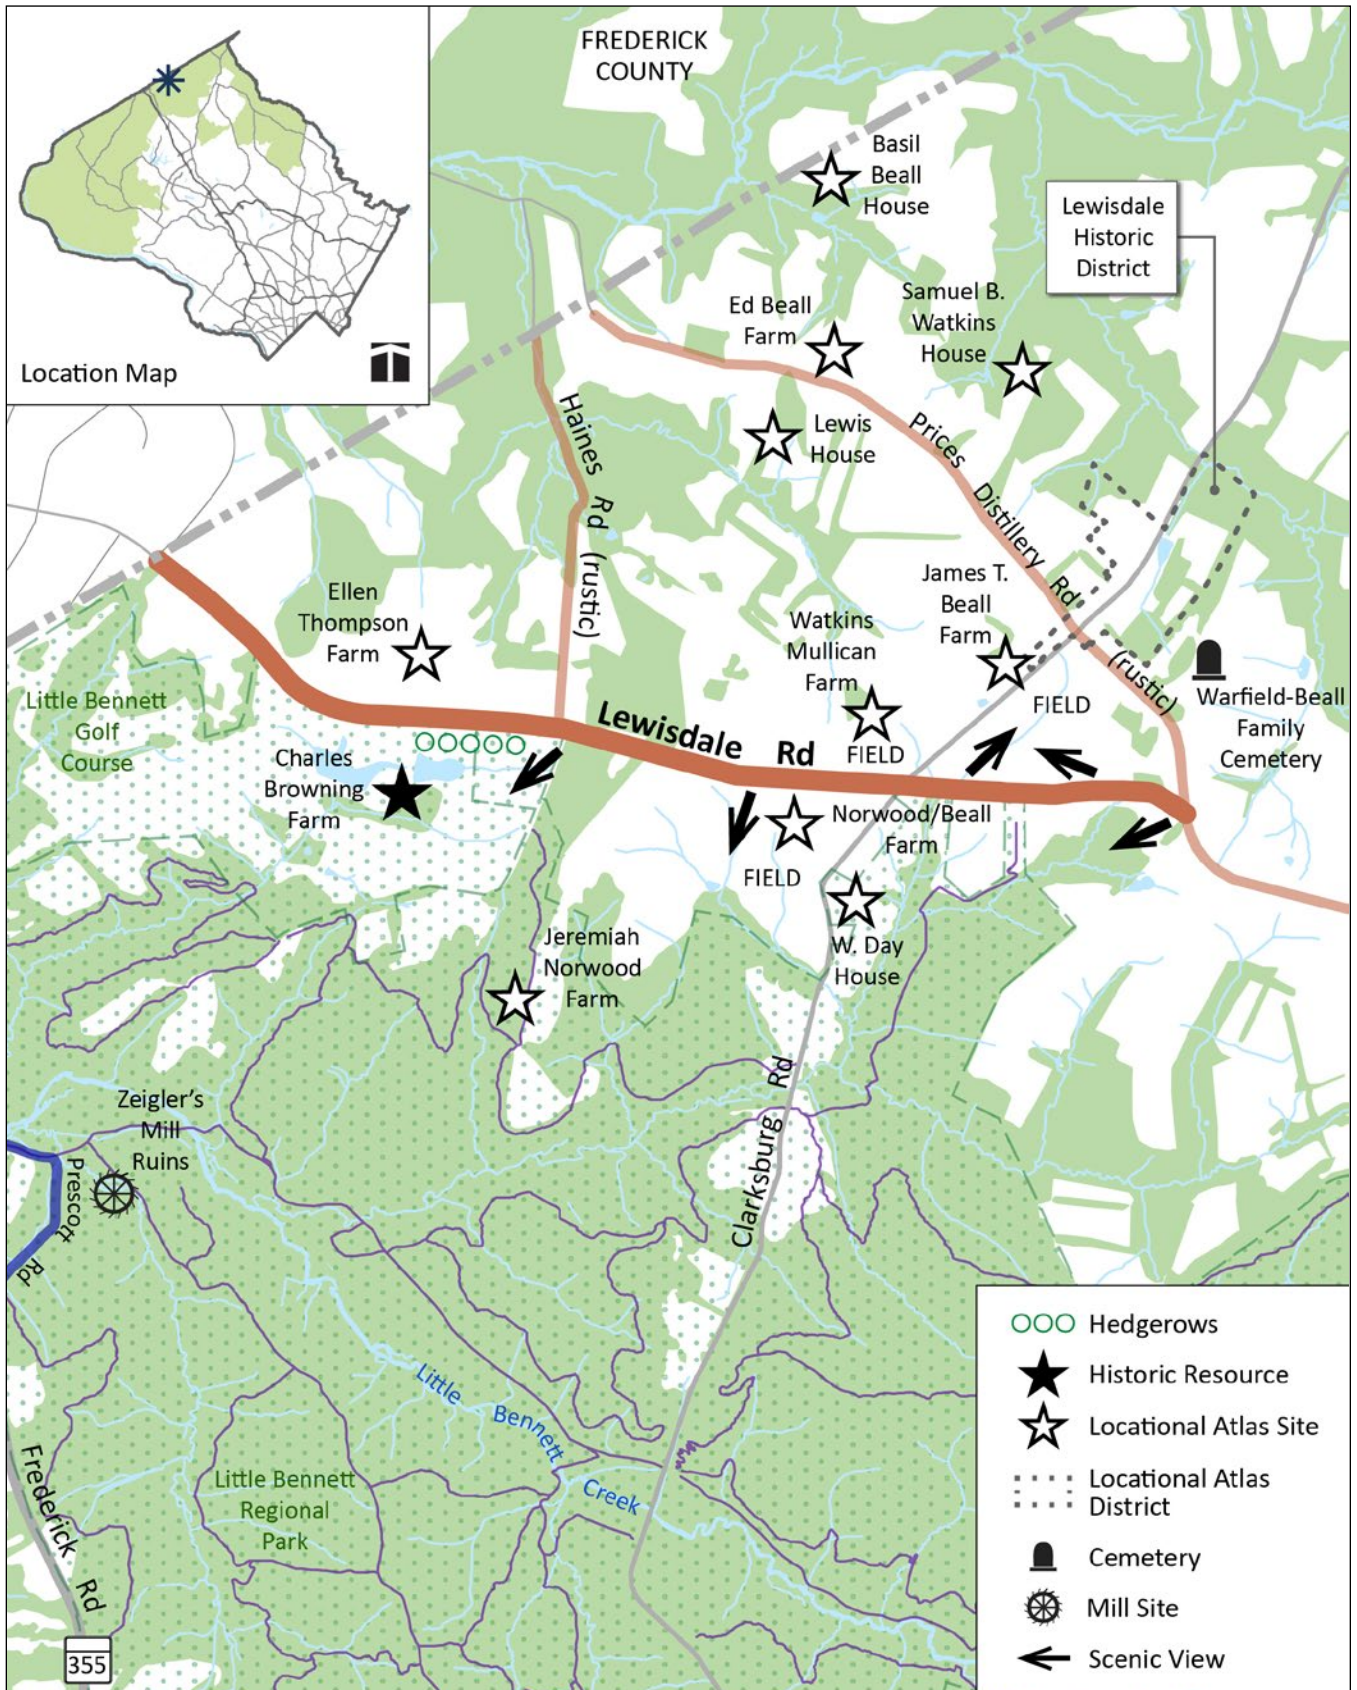 FREDERICK
COUNTY
Location Map
Basil
Beall
House
Lewisdale
Historic
District
Ed Beall
Farm
Samuel B.
Watkins
House
Lewis
House
Haines Rd (rustic)
Prices Distillery Rd (rustic)
Ellen
Thompson
Farm
James T.
Beall
Farm
Watkins
Mullican
Farm
FIELD
FIELD
Warfield-Beall
Family
Cemetery
Little Bennett
Golf
Course
Lewisdale Rd
Charles
Browning
Farm
Norwood/Beall
Farm
FIELD
W. Day
House
Jeremiah
Norwood
Farm
Zeigler's
Mill
Ruins
Prescott Rd
Clarksburg Rd
Little Bennett Creek
Little Bennett
Regional
Park
Frederick Rd
355
Hedgerows
Historic Resource
Locational Atlas Site
Locational Atlas
District
Cemetery
Mill Site
Scenic View